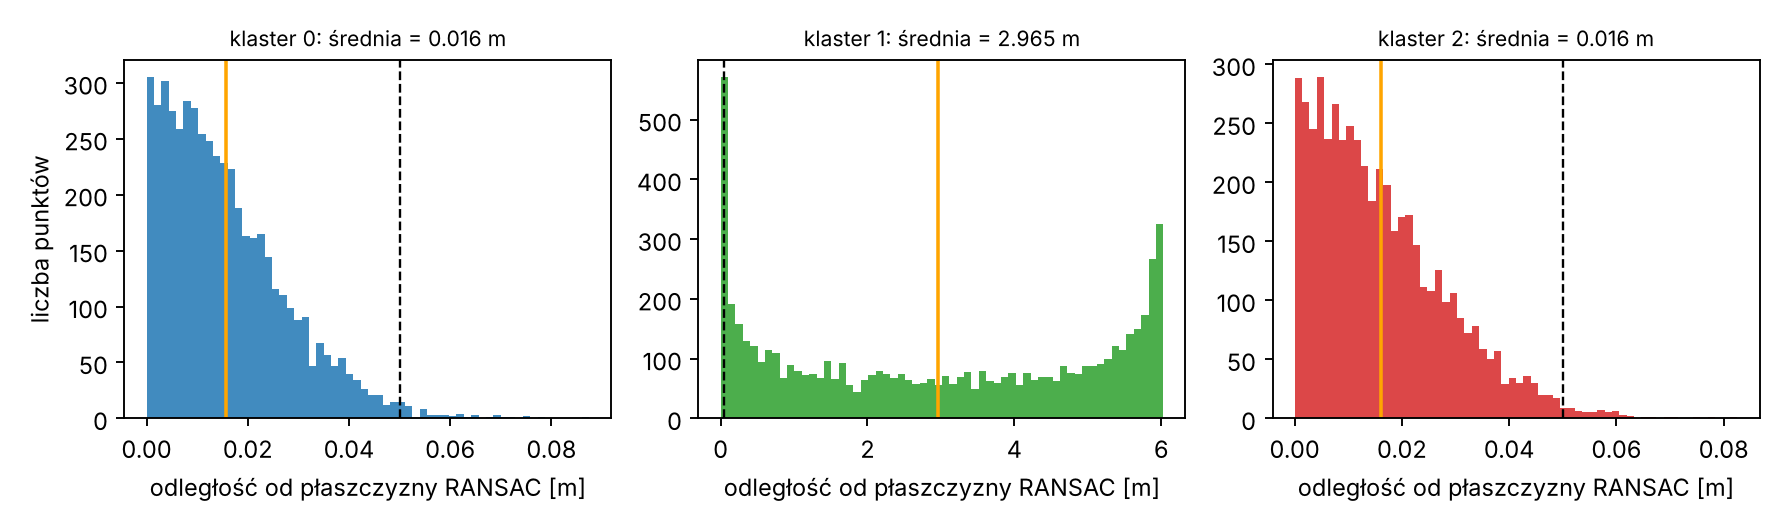 klaster 0: średnia = 0.016 m
liczba punktów
300
250
200
150
100
50
0
0.00 0.02 0.04 0.06 0.08
odległość od płaszczyzny RANSAC [m]
klaster 1: średnia = 2.965 m
500
400
300
200
100
0
0 2 4 6
odległość od płaszczyzny RANSAC [m]
klaster 2: średnia = 0.016 m
300
250
200
150
100
50
0
0.00 0.02 0.04 0.06 0.08
odległość od płaszczyzny RANSAC [m]